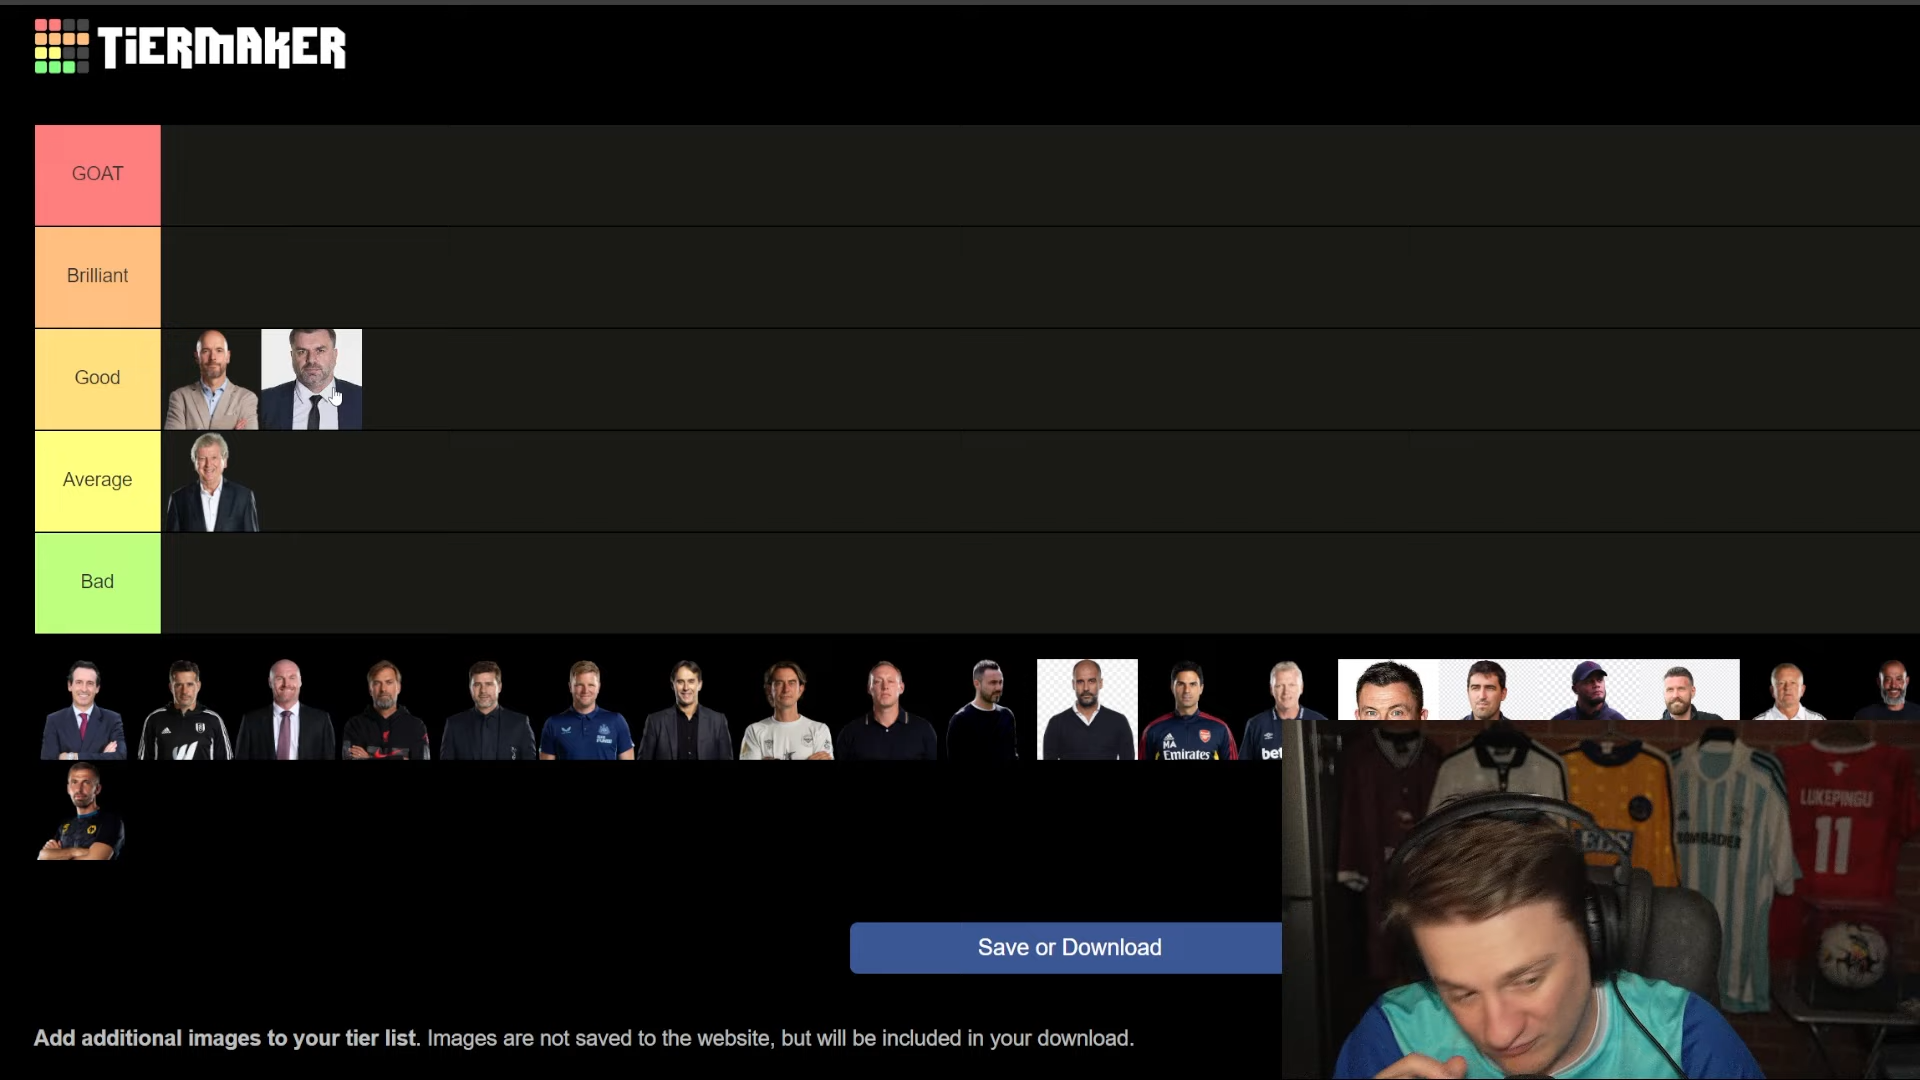 TiERMAKER
GOAT
Brilliant
Good
Average
Bad
MA
Emirates
bet
LUKEPINGU
11
Save or Download
Add additional images to your tier list. Images are not saved to the website, but will be included in your download.